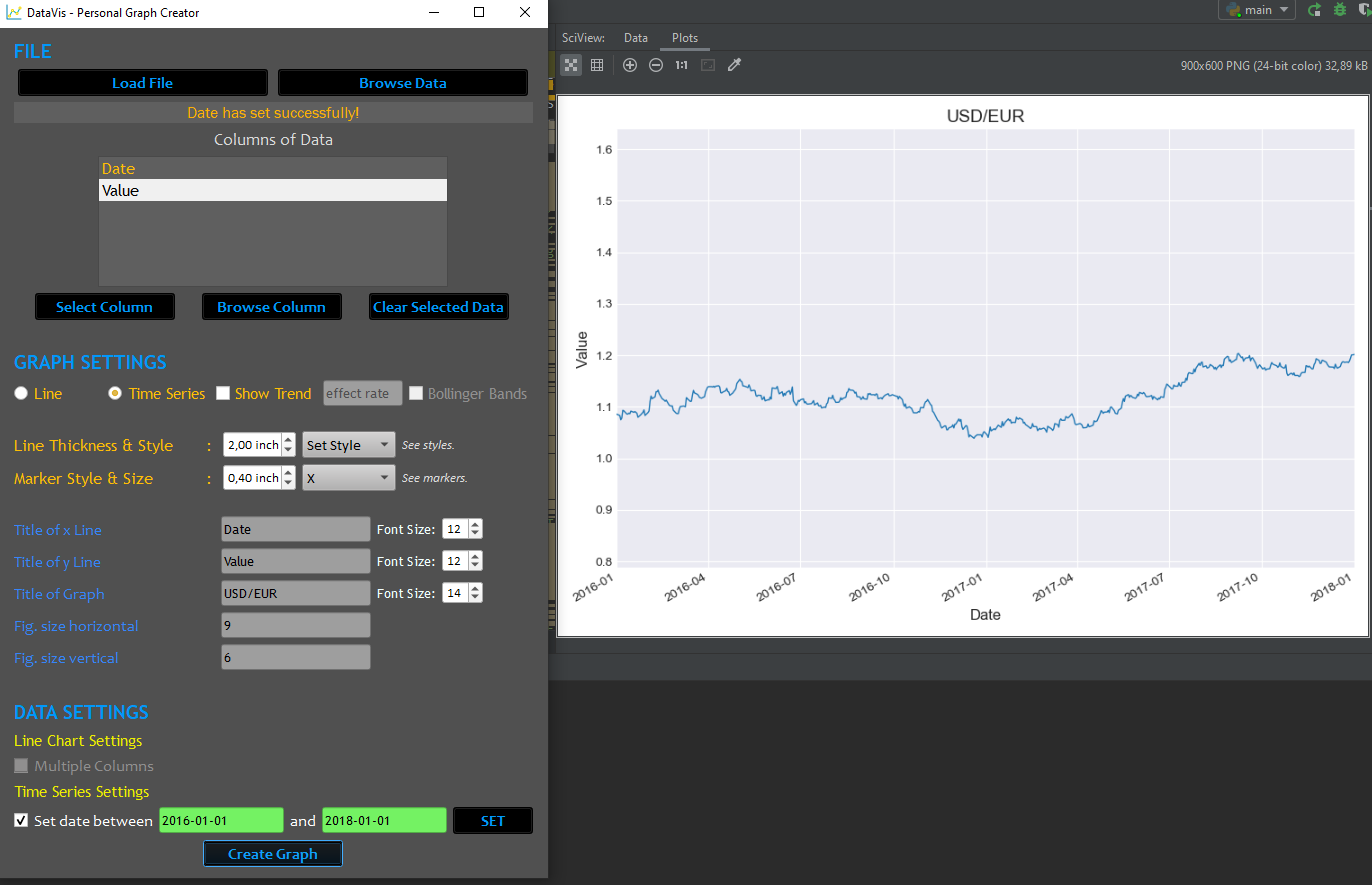 DataVis - Personal Graph Creator
FILE
Load File
Browse Data
Date has set successfully!
Columns of Data
Date
Value
Select Column
Browse Column
Clear Selected Data
GRAPH SETTINGS
Line
Time Series
Show Trend
effect rate
Bollinger Bands
Line Thickness & Style : 2,00 inch Set Style See styles.
Marker Style & Size : 0,40 inch X See markers.
Title of x Line Date Font Size: 12
Title of y Line Value Font Size: 12
Title of Graph USD/EUR Font Size: 14
Fig. size horizontal 9
Fig. size vertical 6
DATA SETTINGS
Line Chart Settings
Multiple Columns
Time Series Settings
Set date between 2016-01-01 and 2018-01-01 SET
Create Graph
main
SciView: Data Plots
1:1
900x600 PNG (24-bit color) 32,89 kB
USD/EUR
1.6
1.5
1.4
1.3
1.2
1.1
1.0
0.9
0.8
Value
2016-01
2016-04
2016-07
2016-10
2017-01
2017-04
2017-07
2017-10
2018-01
Date